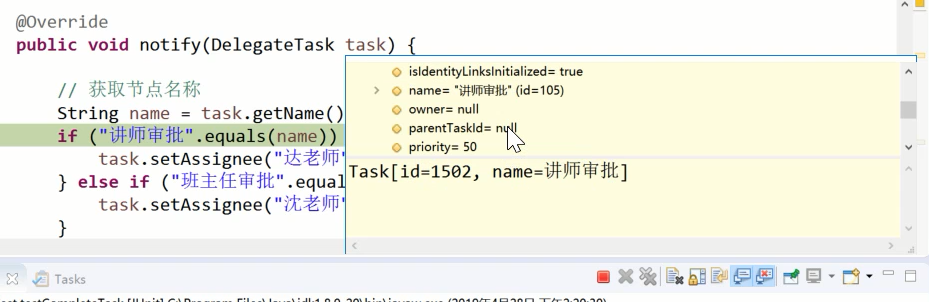 @Override
public void notify(DelegateTask task) {
// 获取节点名称
String name = task.getName()
if ("讲师审批".equals(name))
task.setAssignee("达老师"
} else if ("班主任审批".equal
task.setAssignee("沈老师"
}
isIdentityLinksInitialized= true
name= "讲师审批" (id=105)
owner= null
parentTaskId= null
priority= 50
Task[id=1502, name=讲师审批]
Tasks